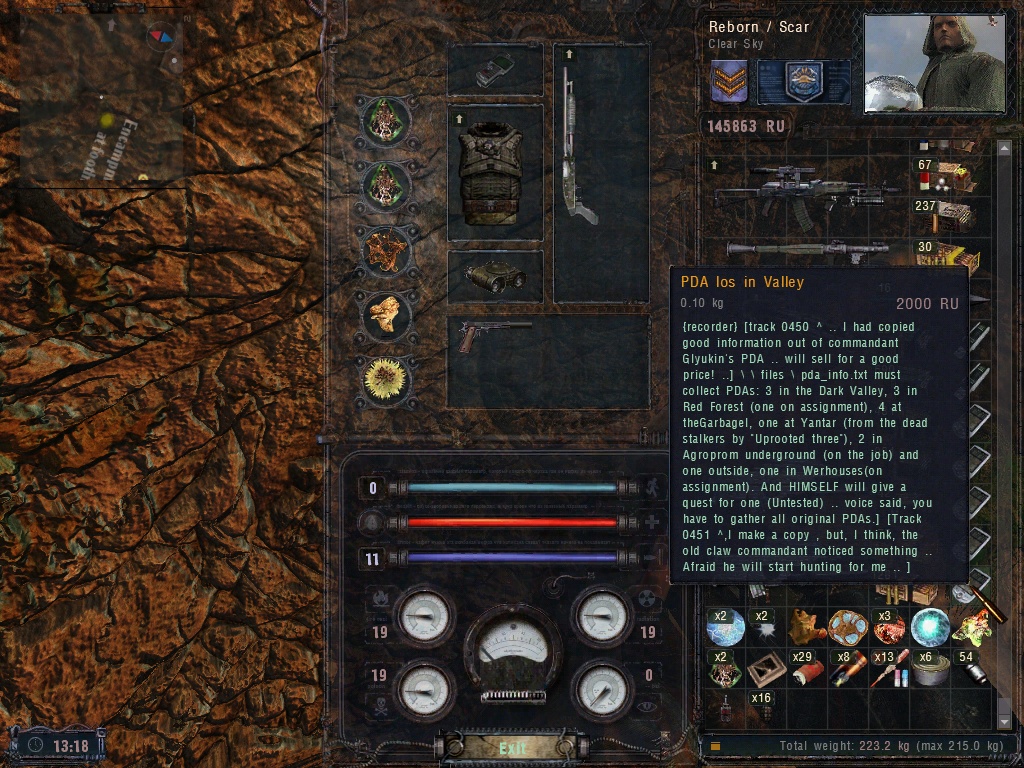 Encampm
at footh
Reborn / Scar
Clear Sky
145863 RU
67
237
30
PDA los in Valley
0.10 kg
2000 RU
{recorder} [track 0450 ^ .. I had copied
good information out of commandant
Glyukin's PDA .. will sell for a good
price! ..] \ \ files \ pda_info.txt must
collect PDAs: 3 in the Dark Valley, 3 in
Red Forest (one on assignment), 4 at
theGarbagel, one at Yantar (from the dead
stalkers by "Uprooted three"), 2 in
Agroprom underground (on the job) and
one outside, one in Werhouses(on
assignment). And HIMSELF will give a
quest for one (Untested) .. voice said, you
have to gather all original PDAs.] [Track
0451 ^,I make a copy , but, I think, the
old claw commandant noticed something ..
Afraid he will start hunting for me .. ]
0
11
19
19
19
0
x2
x2
x3
x2
x29
x8
x13
x6
54
x16
13:18
Exit
Total weight: 223.2 kg (max 215.0 kg)